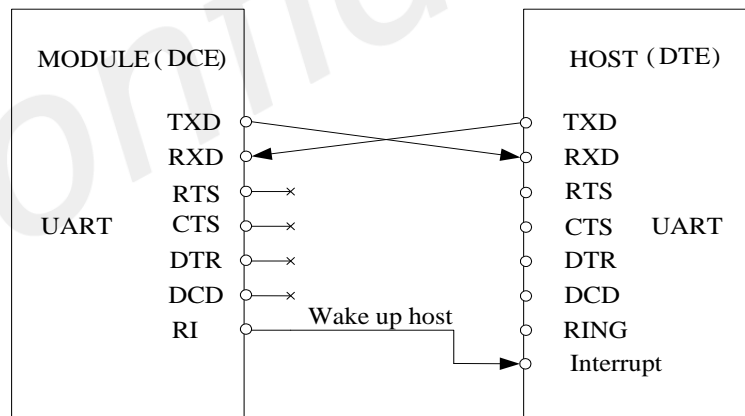 MODULE(DCE)
HOST (DTE)
TXD
RXD
RTS
CTS
DTR
DCD
RI
UART
TXD
RXD
RTS
CTS
DTR
DCD
RING
Interrupt
UART
Wake up host